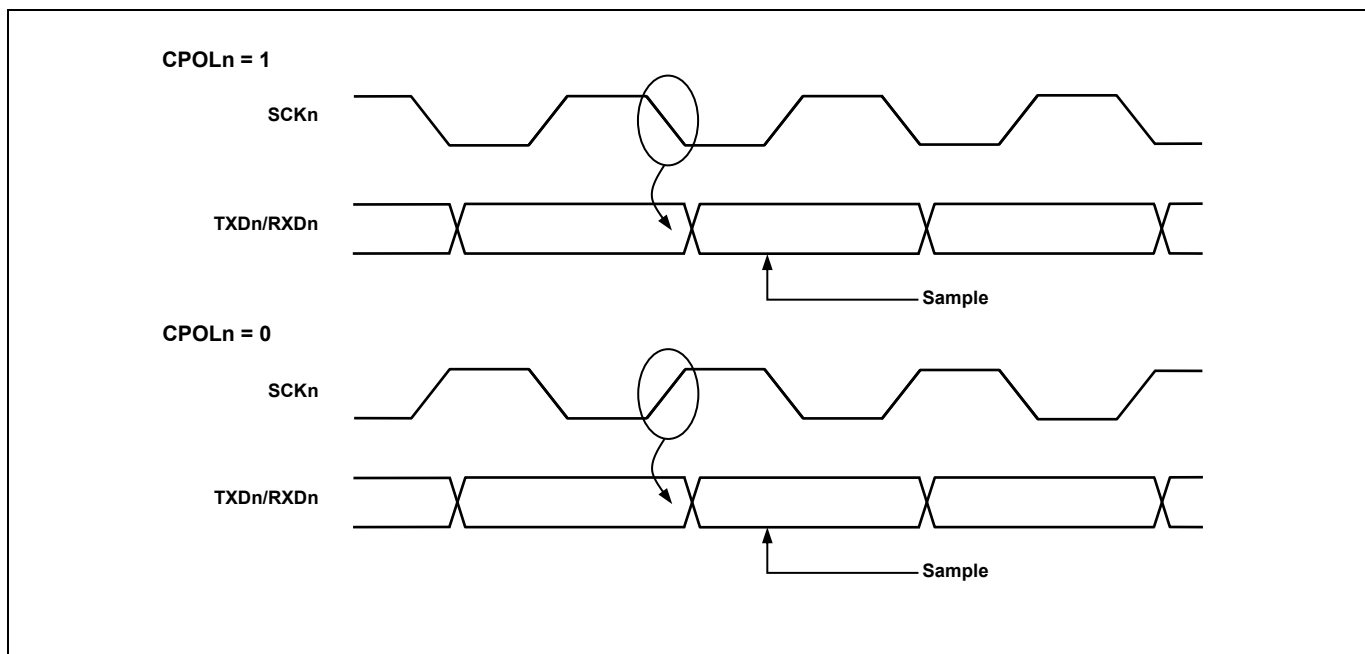 CPOLn = 1
SCKn
TXDn/RXDn
Sample
CPOLn = 0
SCKn
TXDn/RXDn
Sample